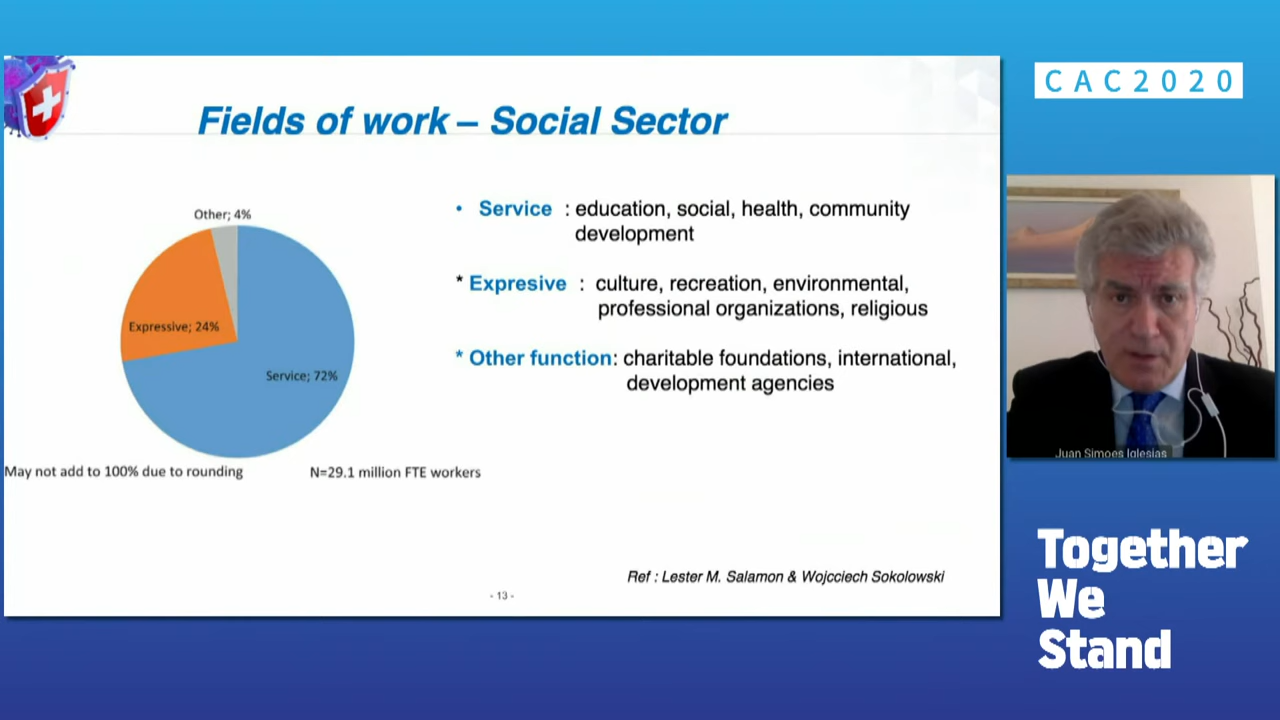 CAC2020
Fields of work – Social Sector
Other; 4%
Expressive; 24%
Service; 72%
May not add to 100% due to rounding
N=29.1 million FTE workers
• Service : education, social, health, community
development
* Expresive : culture, recreation, environmental,
professional organizations, religious
* Other function: charitable foundations, international,
development agencies
Ref : Lester M. Salamon & Wojcciech Sokolowski
- 13 -
Juan Simoes Iglesias
Together
We
Stand